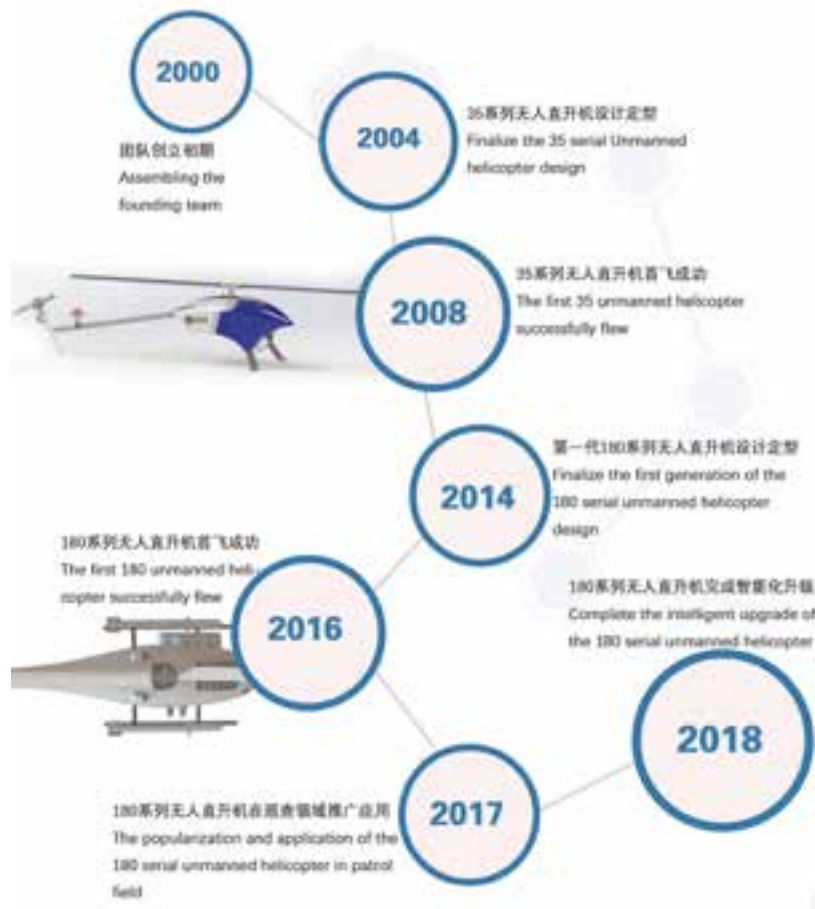 2000
团队创立初期
Assembling the
founding team
2004
35系列无人直升机设计定型
Finalize the 35 serial Unmanned
helicopter design
2008
35系列无人直升机首飞成功
The first 35 unmanned helicopter
successfully flew
2014
第一代180系列无人直升机设计定型
Finalize the first generation of the
180 serial unmanned helicopter
design
180系列无人直升机首飞成功
The first 180 unmanned heli-
copter successfully flew
2016
2017
180系列无人直升机在巡查领域推广应用
The popularization and application of the
180 serial unmanned helicopter in patrol
field
180系列无人直升机完成智能化升级
Complete the intelligent upgrade of
the 180 serial unmanned helicopter
2018